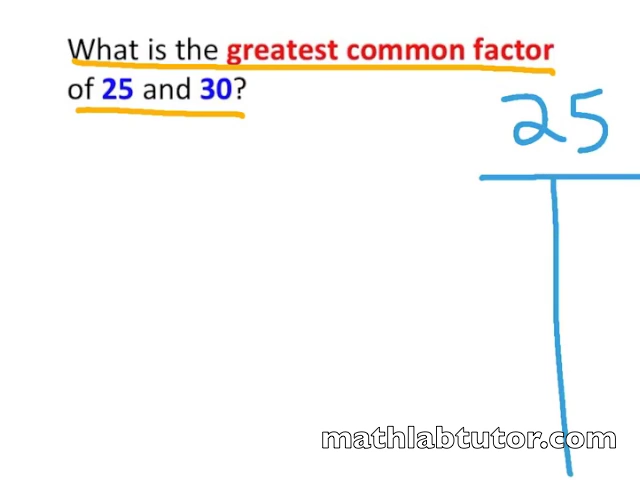 What is the greatest common factor
of 25 and 30?
25
mathlabtutor.com